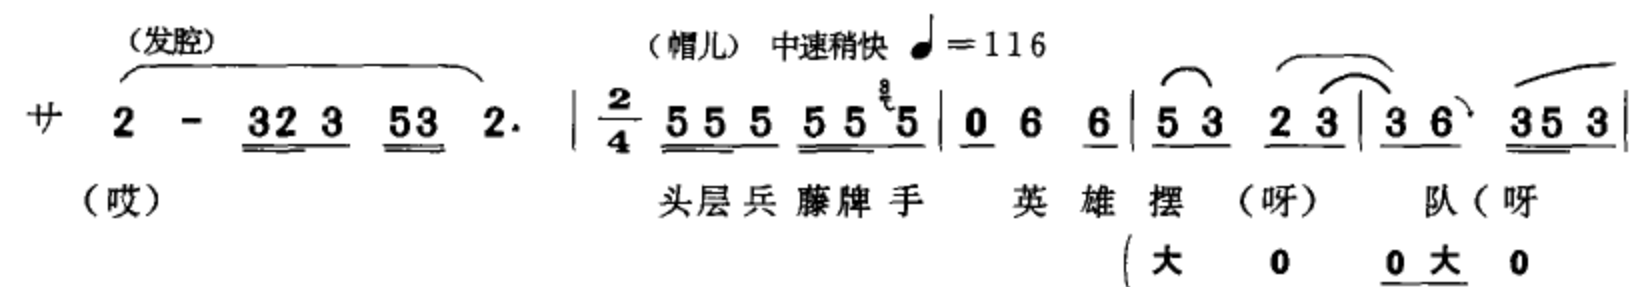 （发腔） （帽儿） 中速稍快 ♩=116
サ 2 - 32 3 53 2. | 2/4 5 5 5 5 5 5 | 0 6 6 | 5 3 2 3 | 3 6 35 3 |
（哎） 头层兵 藤牌手 英 雄 摆 （呀） 队（呀
（ 大 0 0 大 0